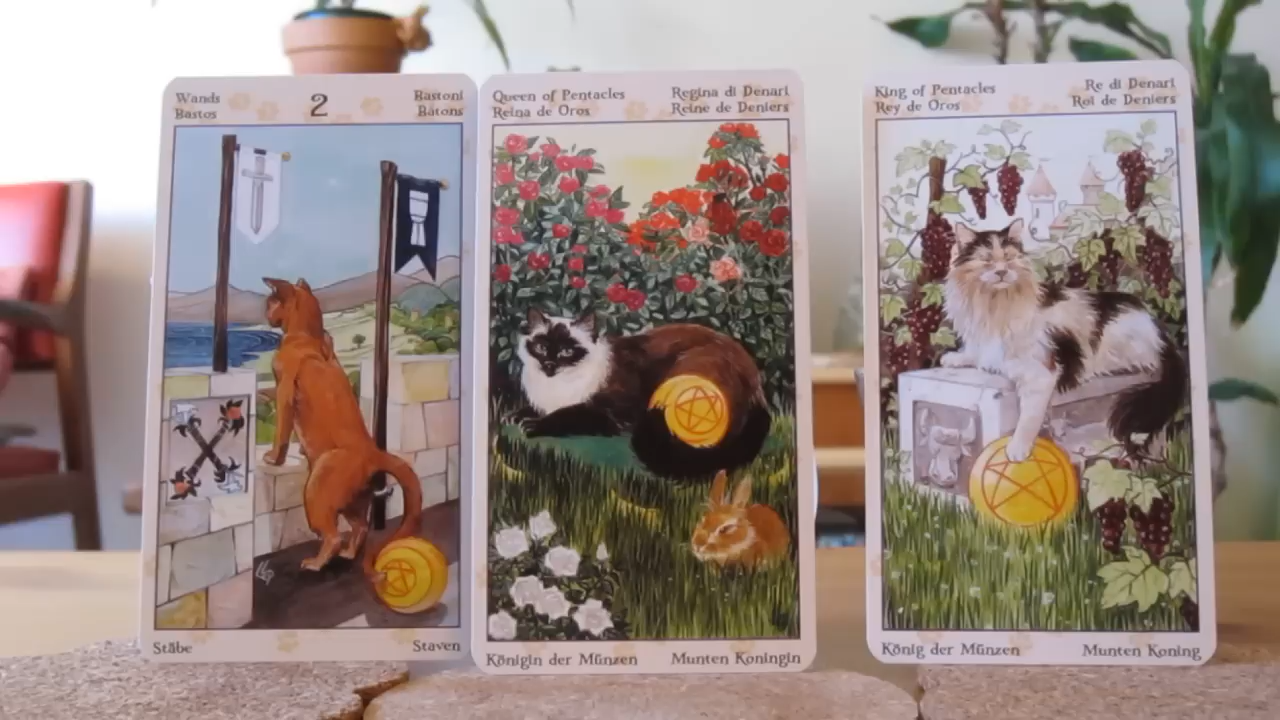 Wands
Bastos
2
Bastoni
Bâtons
Stäbe
Staven
Queen of Pentacles
Reina de Oros
Regina di Denari
Reine de Deniers
Königin der Münzen
Munten Koningin
King of Pentacles
Rey de Oros
Re di Denari
Roi de Deniers
König der Münzen
Munten Koning